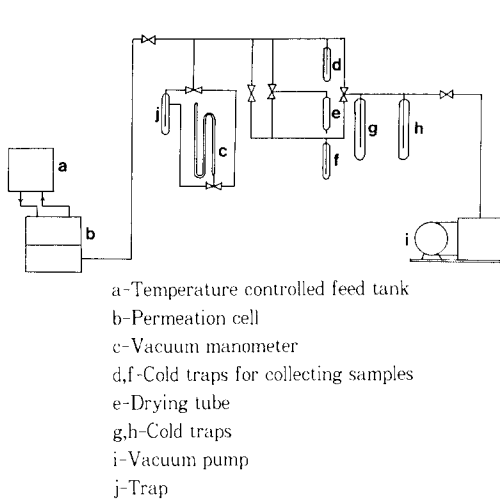 d
a
j
e
g
h
c
f
b
i
a-Temperature controlled feed tank
b-Permeation cell
c-Vacuum manometer
d,f-Cold traps for collecting samples
e-Drying tube
g,h-Cold traps
i-Vacuum pump
j-Trap